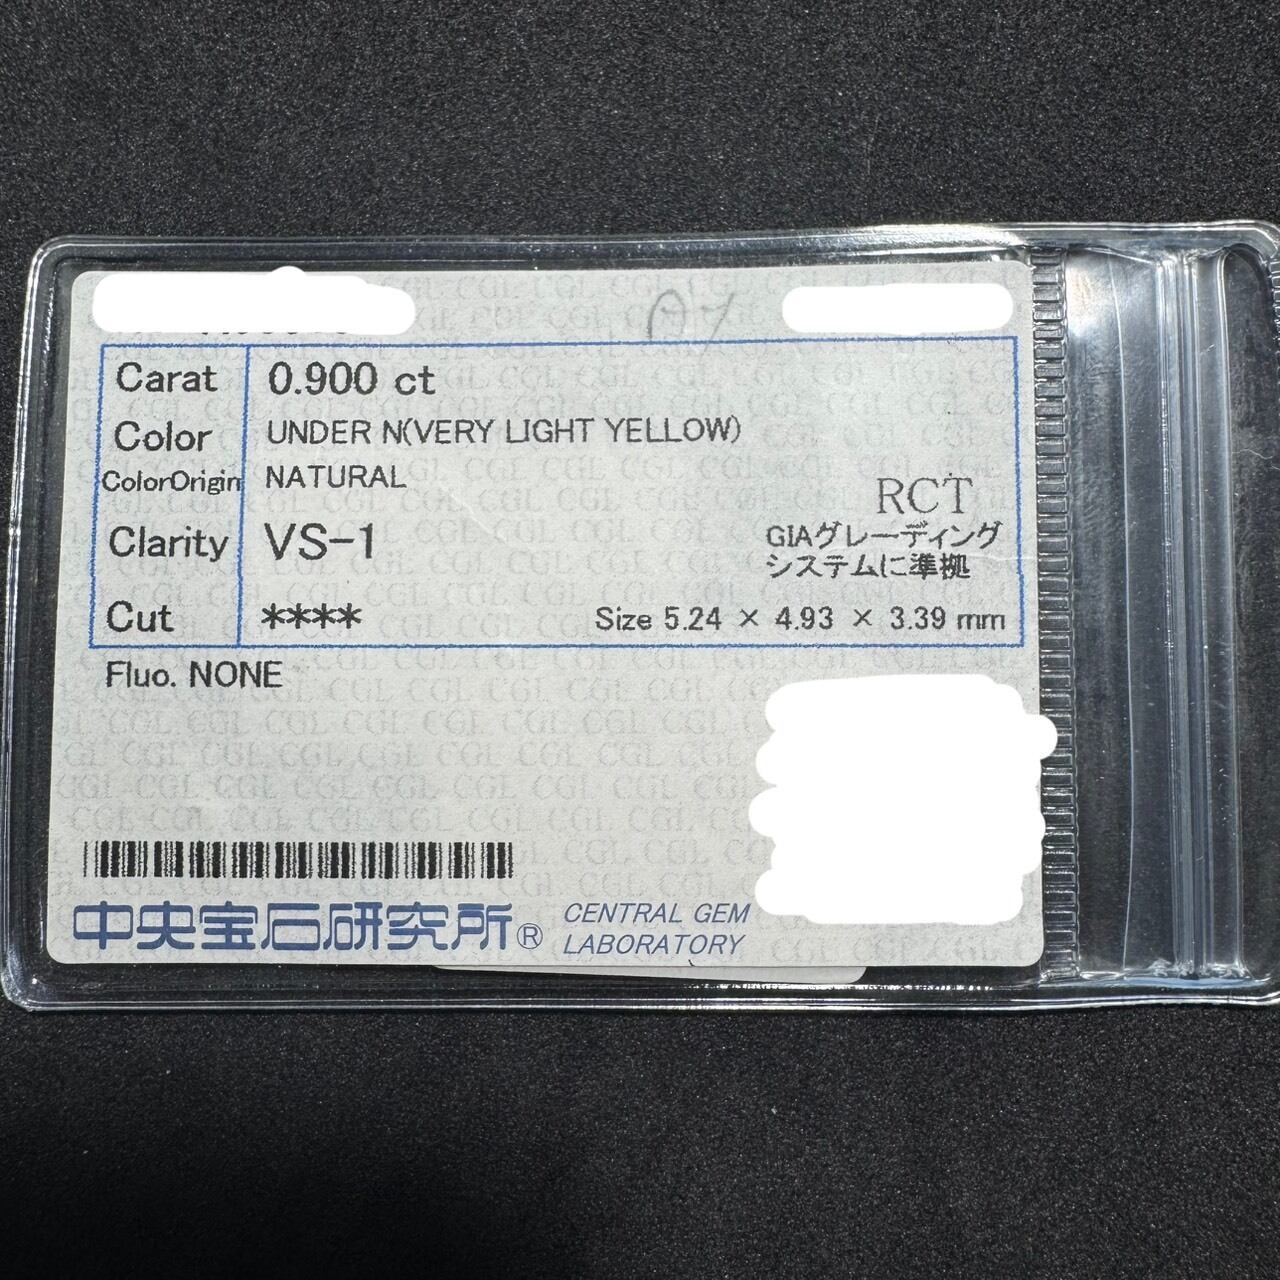 Carat 0.900 ct
Color UNDER N(VERY LIGHT YELLOW)
ColorOrigin NATURAL
RCT
Clarity VS-1
GIAグレーディング
システムに準拠
Cut ****
Size 5.24 × 4.93 × 3.39 mm
Fluo. NONE
中央宝石研究所®
CENTRAL GEM
LABORATORY